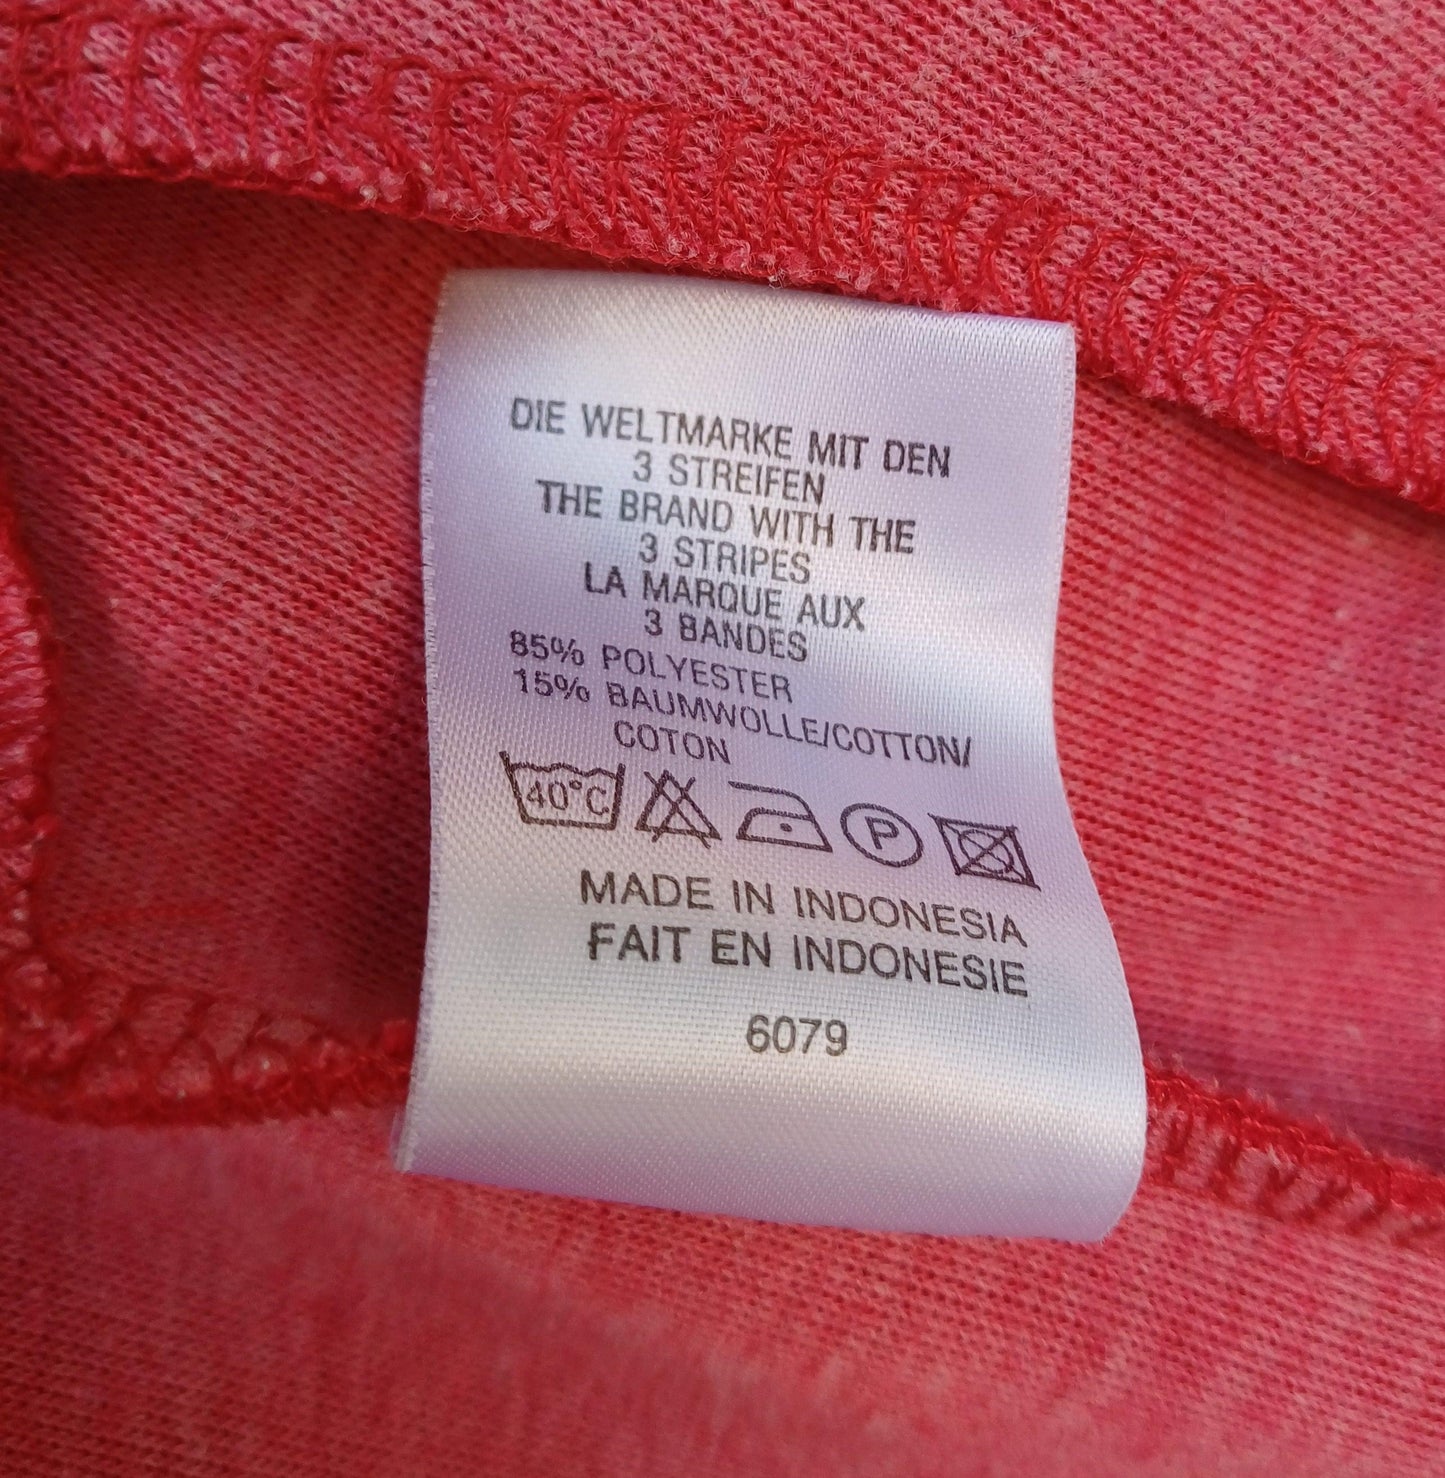 DIE WELTMARKE MIT DEN
3 STREIFEN
THE BRAND WITH THE
3 STRIPES
LA MARQUE AUX
3 BANDES
85% POLYESTER
15% BAUMWOLLE/COTTON/
COTON
40°C P
MADE IN INDONESIA
FAIT EN INDONESIE
6079